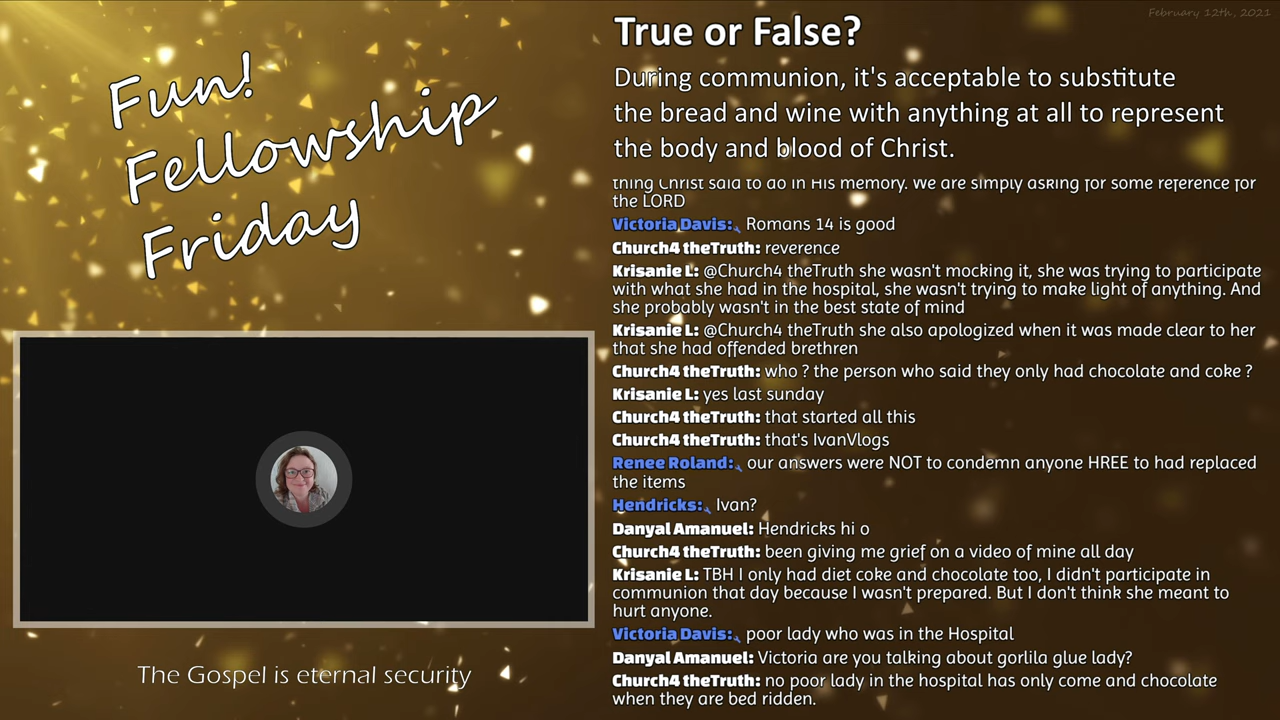 February 12th, 2021
Fun!
Fellowship
Friday
The Gospel is eternal security
True or False?
During communion, it's acceptable to substitute
the bread and wine with anything at all to represent
the body and blood of Christ.
thing Christ said to do in His memory. We are simply asking for some reference for
the LORD
Victoria Davis: Romans 14 is good
Church4 theTruth: reverence
Krisanie L: @Church4 theTruth she wasn't mocking it, she was trying to participate
with what she had in the hospital, she wasn't trying to make light of anything. And
she probably wasn't in the best state of mind
Krisanie L: @Church4 theTruth she also apologized when it was made clear to her
that she had offended brethren
Church4 theTruth: who ? the person who said they only had chocolate and coke ?
Krisanie L: yes last sunday
Church4 theTruth: that started all this
Church4 theTruth: that's IvanVlogs
Renee Roland: our answers were NOT to condemn anyone HREE to had replaced
the items
Hendricks: Ivan?
Danyal Amanuel: Hendricks hi o
Church4 theTruth: been giving me grief on a video of mine all day
Krisanie L: TBH I only had diet coke and chocolate too, I didn't participate in
communion that day because I wasn't prepared. But I don't think she meant to
hurt anyone.
Victoria Davis: poor lady who was in the Hospital
Danyal Amanuel: Victoria are you talking about gorlila glue lady?
Church4 theTruth: no poor lady in the hospital has only come and chocolate
when they are bed ridden.